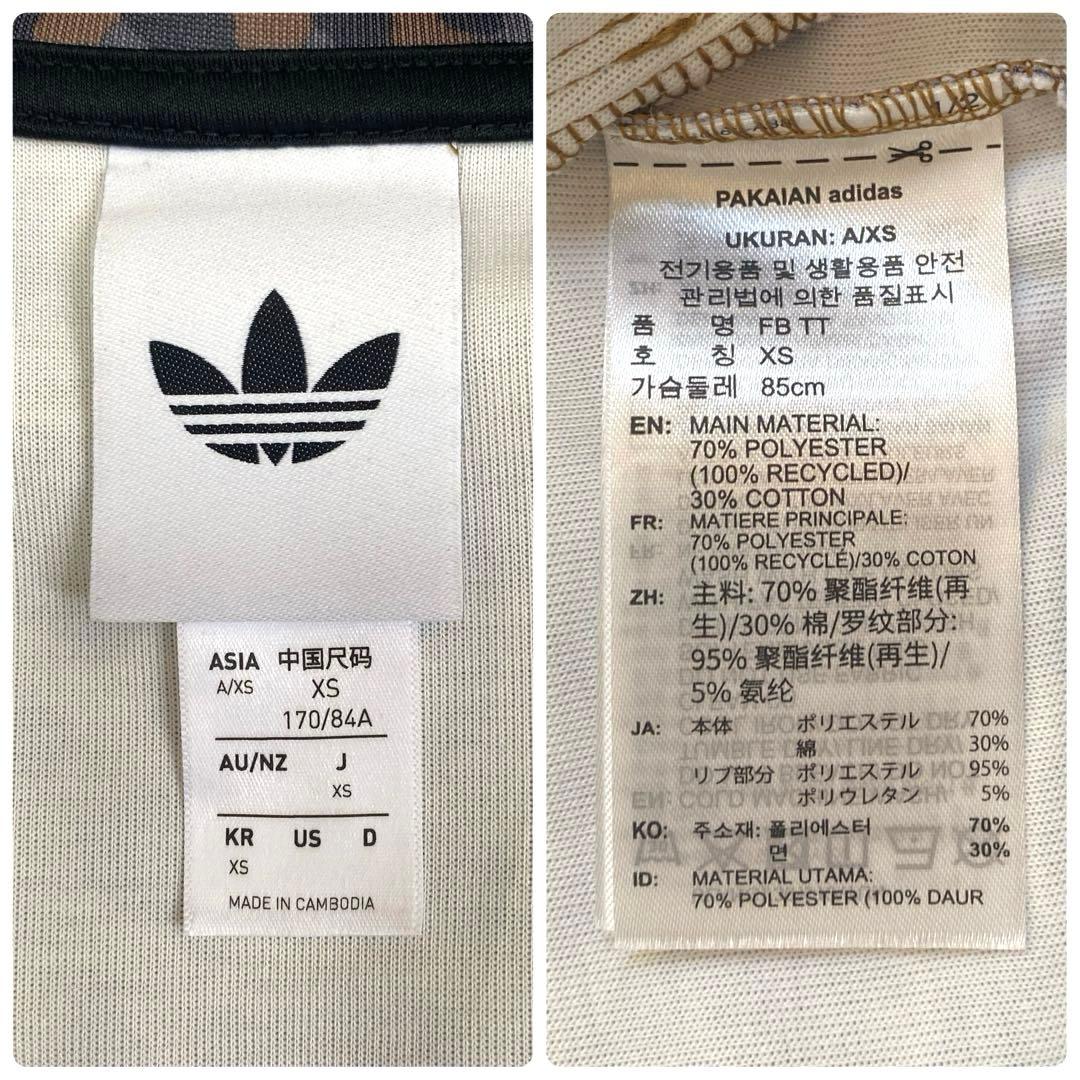 ASIA 中国尺码
A/XS XS
170/84A
AU/NZ J
XS
KR US D
XS
MADE IN CAMBODIA
1/2
PAKAIAN adidas
UKURAN: A/XS
전기용품 및 생활용품 안전
관리법에 의한 품질표시
품 명 FB TT
호 칭 XS
가슴둘레 85cm
EN: MAIN MATERIAL:
70% POLYESTER
(100% RECYCLED)/
30% COTTON
FR: MATIERE PRINCIPALE:
70% POLYESTER
(100% RECYCLÉ)/30% COTON
ZH: 主料: 70% 聚酯纤维(再
生)/30% 棉/罗纹部分:
95% 聚酯纤维(再生)/
5% 氨纶
JA: 本体 ポリエステル 70%
綿 30%
リブ部分 ポリエステル 95%
ポリウレタン 5%
KO: 주소재: 폴리에스터 70%
면 30%
ID: MATERIAL UTAMA:
70% POLYESTER (100% DAUR